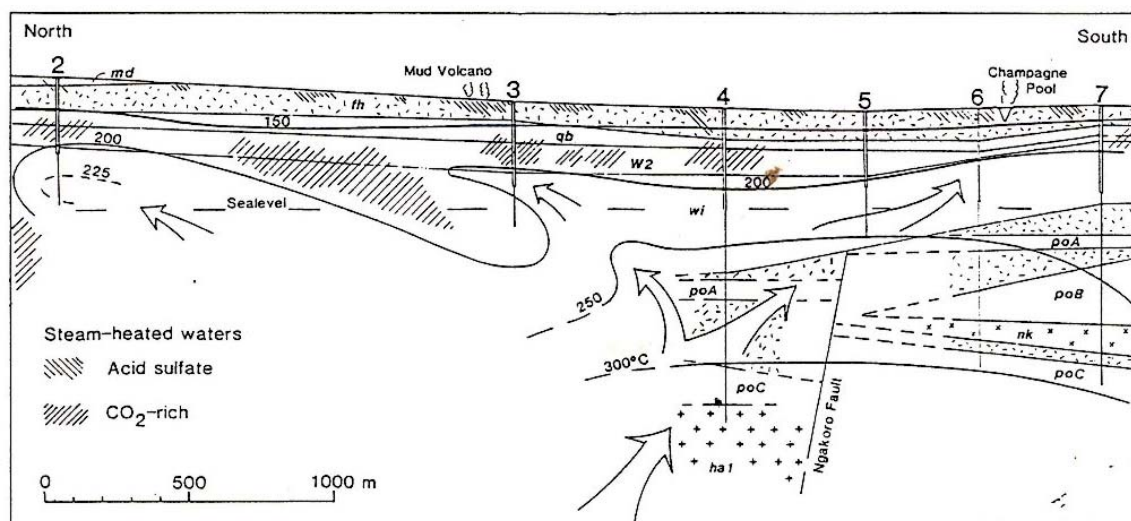 North
South
2
md
Mud Volcano
3
4
5
6
Champagne
Pool
7
fh
150
qb
200
W2
225
200
Sealevel
wi
poA
poA
250
poB
nk
Steam-heated waters
300°C
poC
Acid sulfate
poC
CO2-rich
Ngakoro Fault
ha1
0 500 1000 m